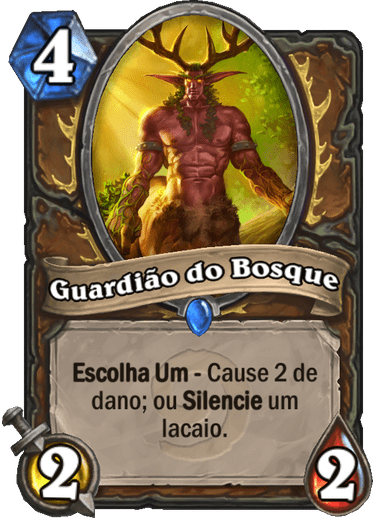 4
Guardião do Bosque
Escolha Um - Cause 2 de
dano; ou Silencie um
lacaio.
2
2